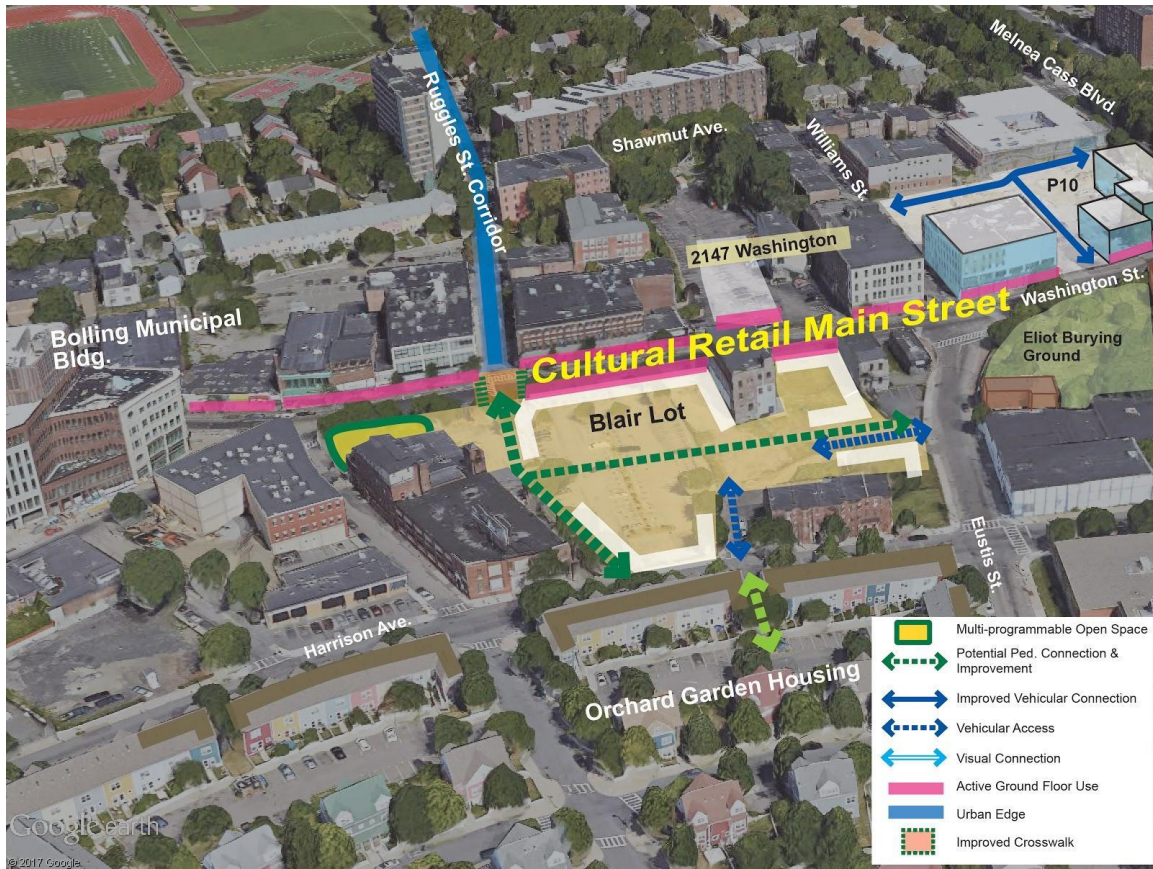 Melnea Cass Blvd.
Ruggles St. Corridor
Shawmut Ave.
Williams St.
P10
2147 Washington
Washington St.
Cultural Retail Main Street
Bolling Municipal
Bldg.
Eliot Burying
Ground
Blair Lot
Eustis St.
Harrison Ave.
Orchard Garden Housing
Multi-programmable Open Space
Potential Ped. Connection &
Improvement
Improved Vehicular Connection
Vehicular Access
Visual Connection
Active Ground Floor Use
Urban Edge
Improved Crosswalk
Google earth
© 2017 Google